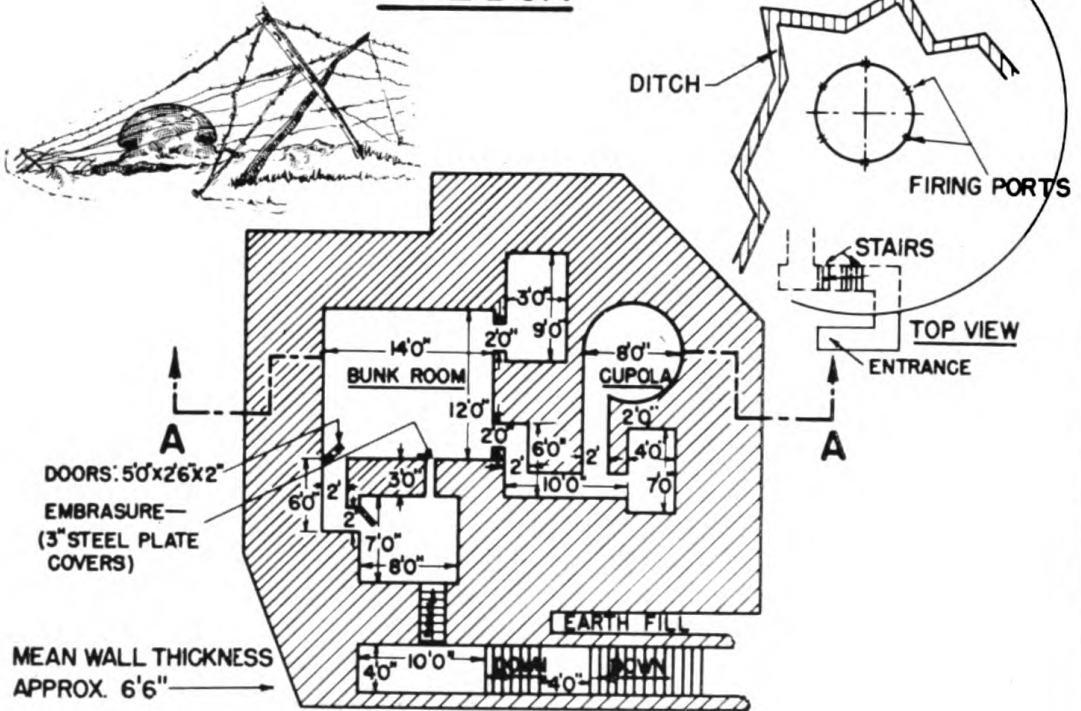 DITCH
FIRING PORTS
STAIRS
TOP VIEW
ENTRANCE
3'0"
9'0"
2'0"
14'0"
BUNK ROOM
8'0"
CUPOLA
12'0"
A
A
2'0"
2'0"
6'0"
4'0"
2'
2'
10'0"
7'0"
DOORS: 5'0"X2'6"X2"
EMBRASURE—
(3" STEEL PLATE
COVERS)
6'0"
2'
3'0"
2'
7'0"
8'0"
EARTH FILL
MEAN WALL THICKNESS
APPROX. 6'6"
4'0"
10'0"
DOWN
4'0"
DOWN